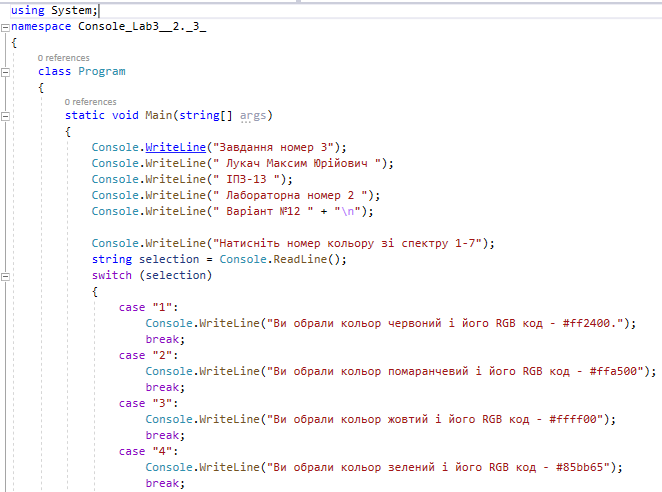 using System;
namespace Console_Lab3__2._3_
{
0 references
class Program
{
0 references
static void Main(string[] args)
{
Console.WriteLine("Завдання номер 3");
Console.WriteLine(" Лукач Максим Юрійович ");
Console.WriteLine(" ІПЗ-13 ");
Console.WriteLine(" Лабораторна номер 2 ");
Console.WriteLine(" Варіант №12 " + "\n");
Console.WriteLine("Натисніть номер кольору зі спектру 1-7");
string selection = Console.ReadLine();
switch (selection)
{
case "1":
Console.WriteLine("Ви обрали кольор червоний і його RGB код - #ff2400.");
break;
case "2":
Console.WriteLine("Ви обрали кольор помаранчевий і його RGB код - #ffa500");
break;
case "3":
Console.WriteLine("Ви обрали кольор жовтий і його RGB код - #ffff00");
break;
case "4":
Console.WriteLine("Ви обрали кольор зелений і його RGB код - #85bb65");
break;